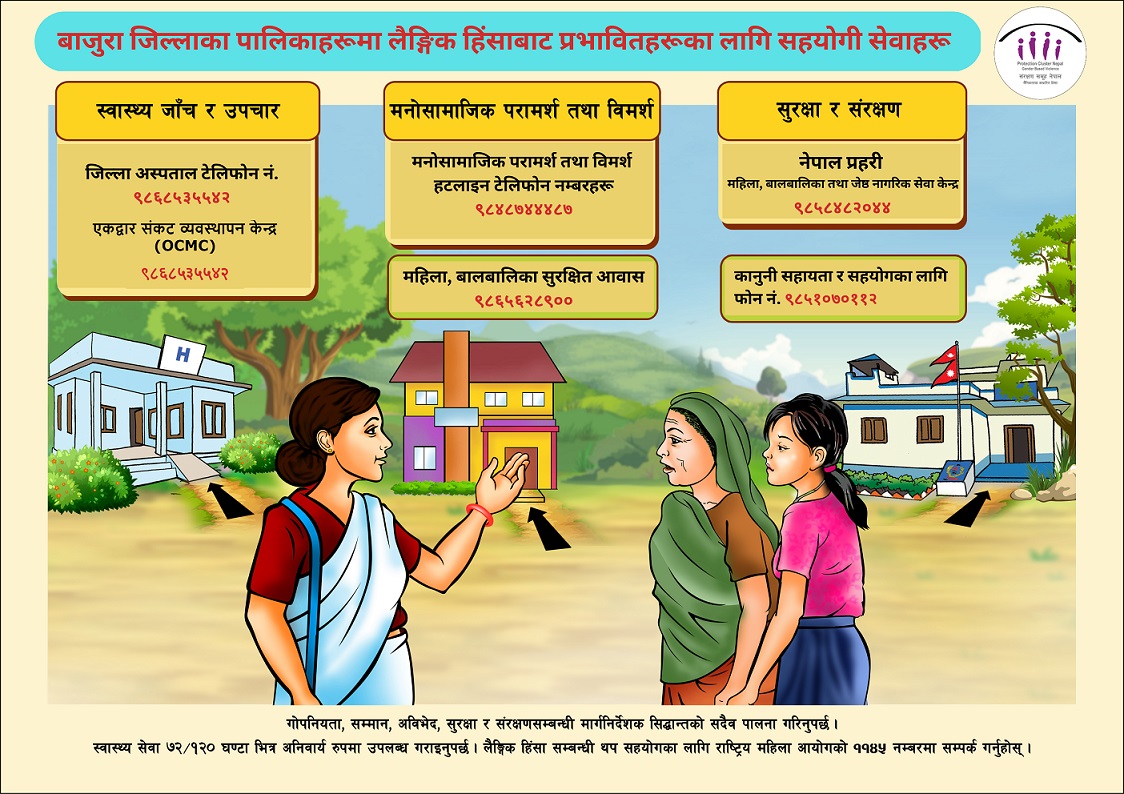 बाजुरा जिल्लाका पालिकाहरूमा लैङ्गिक हिंसाबाट प्रभावितहरूका लागि सहयोगी सेवाहरू
Protection Cluster Nepal
Gender Based Violence
संरक्षण समूह नेपाल
स्वास्थ्य जाँच र उपचार
जिल्ला अस्पताल टेलिफोन नं.
९८६८५३५५४२
एकद्वार संकट व्यवस्थापन केन्द्र
(OCMC)
९८६८५३५५४२
मनोसामाजिक परामर्श तथा विमर्श
मनोसामाजिक परामर्श तथा विमर्श
हटलाइन टेलिफोन नम्बरहरू
९८४८७४४४८७
महिला, बालबालिका सुरक्षित आवास
९८६५६२८९००
सुरक्षा र संरक्षण
नेपाल प्रहरी
महिला, बालबालिका तथा जेष्ठ नागरिक सेवा केन्द्र
९८५८४८२०४४
कानुनी सहायता र सहयोगका लागि
फोन नं. ९८५१०७०११२
H
गोपनियता, सम्मान, अविभेद, सुरक्षा र संरक्षणसम्बन्धी मार्गनिर्देशक सिद्धान्तको सदैव पालना गरिनुपर्छ ।
स्वास्थ्य सेवा ७२/१२० घण्टा भित्र अनिवार्य रुपमा उपलब्ध गराइनुपर्छ । लैङ्गिक हिंसा सम्बन्धी थप सहयोगका लागि राष्ट्रिय महिला आयोगको ११४५ नम्बरमा सम्पर्क गर्नुहोस् ।